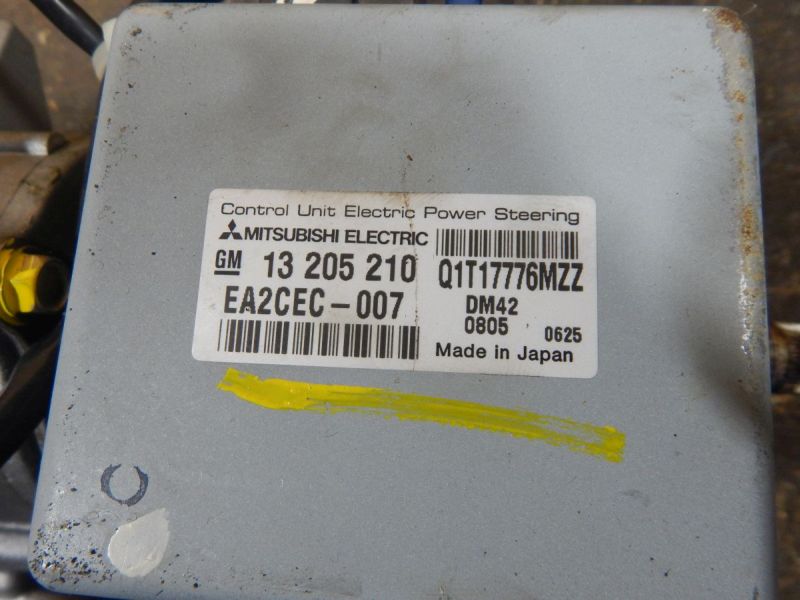 Control Unit Electric Power Steering
MITSUBISHI ELECTRIC
GM 13 205 210 Q1T17776MZZ
EA2CEC-007 DM42
0805 0625
Made in Japan